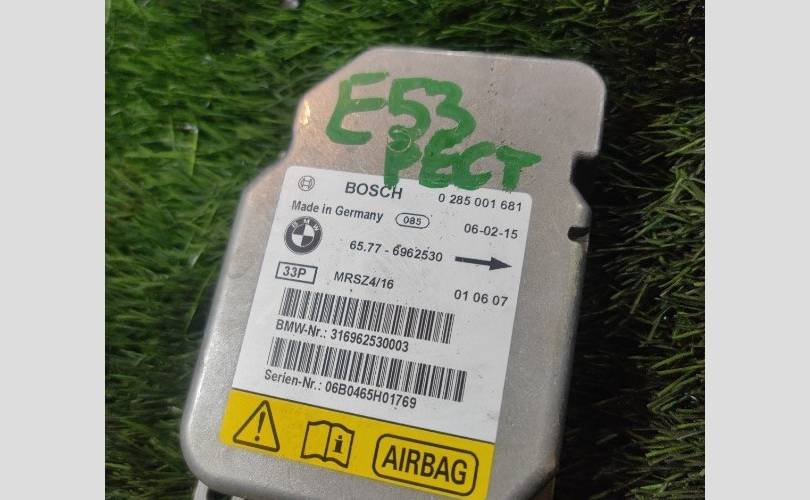 E53
РЕСТ
BOSCH 0 285 001 681
Made in Germany 085 06-02-15
BMW
65.77 - 6962530
33P MRSZ4/16 01 06 07
BMW-Nr.: 316962530003
Serien-Nr.: 06B0465H01769
AIRBAG